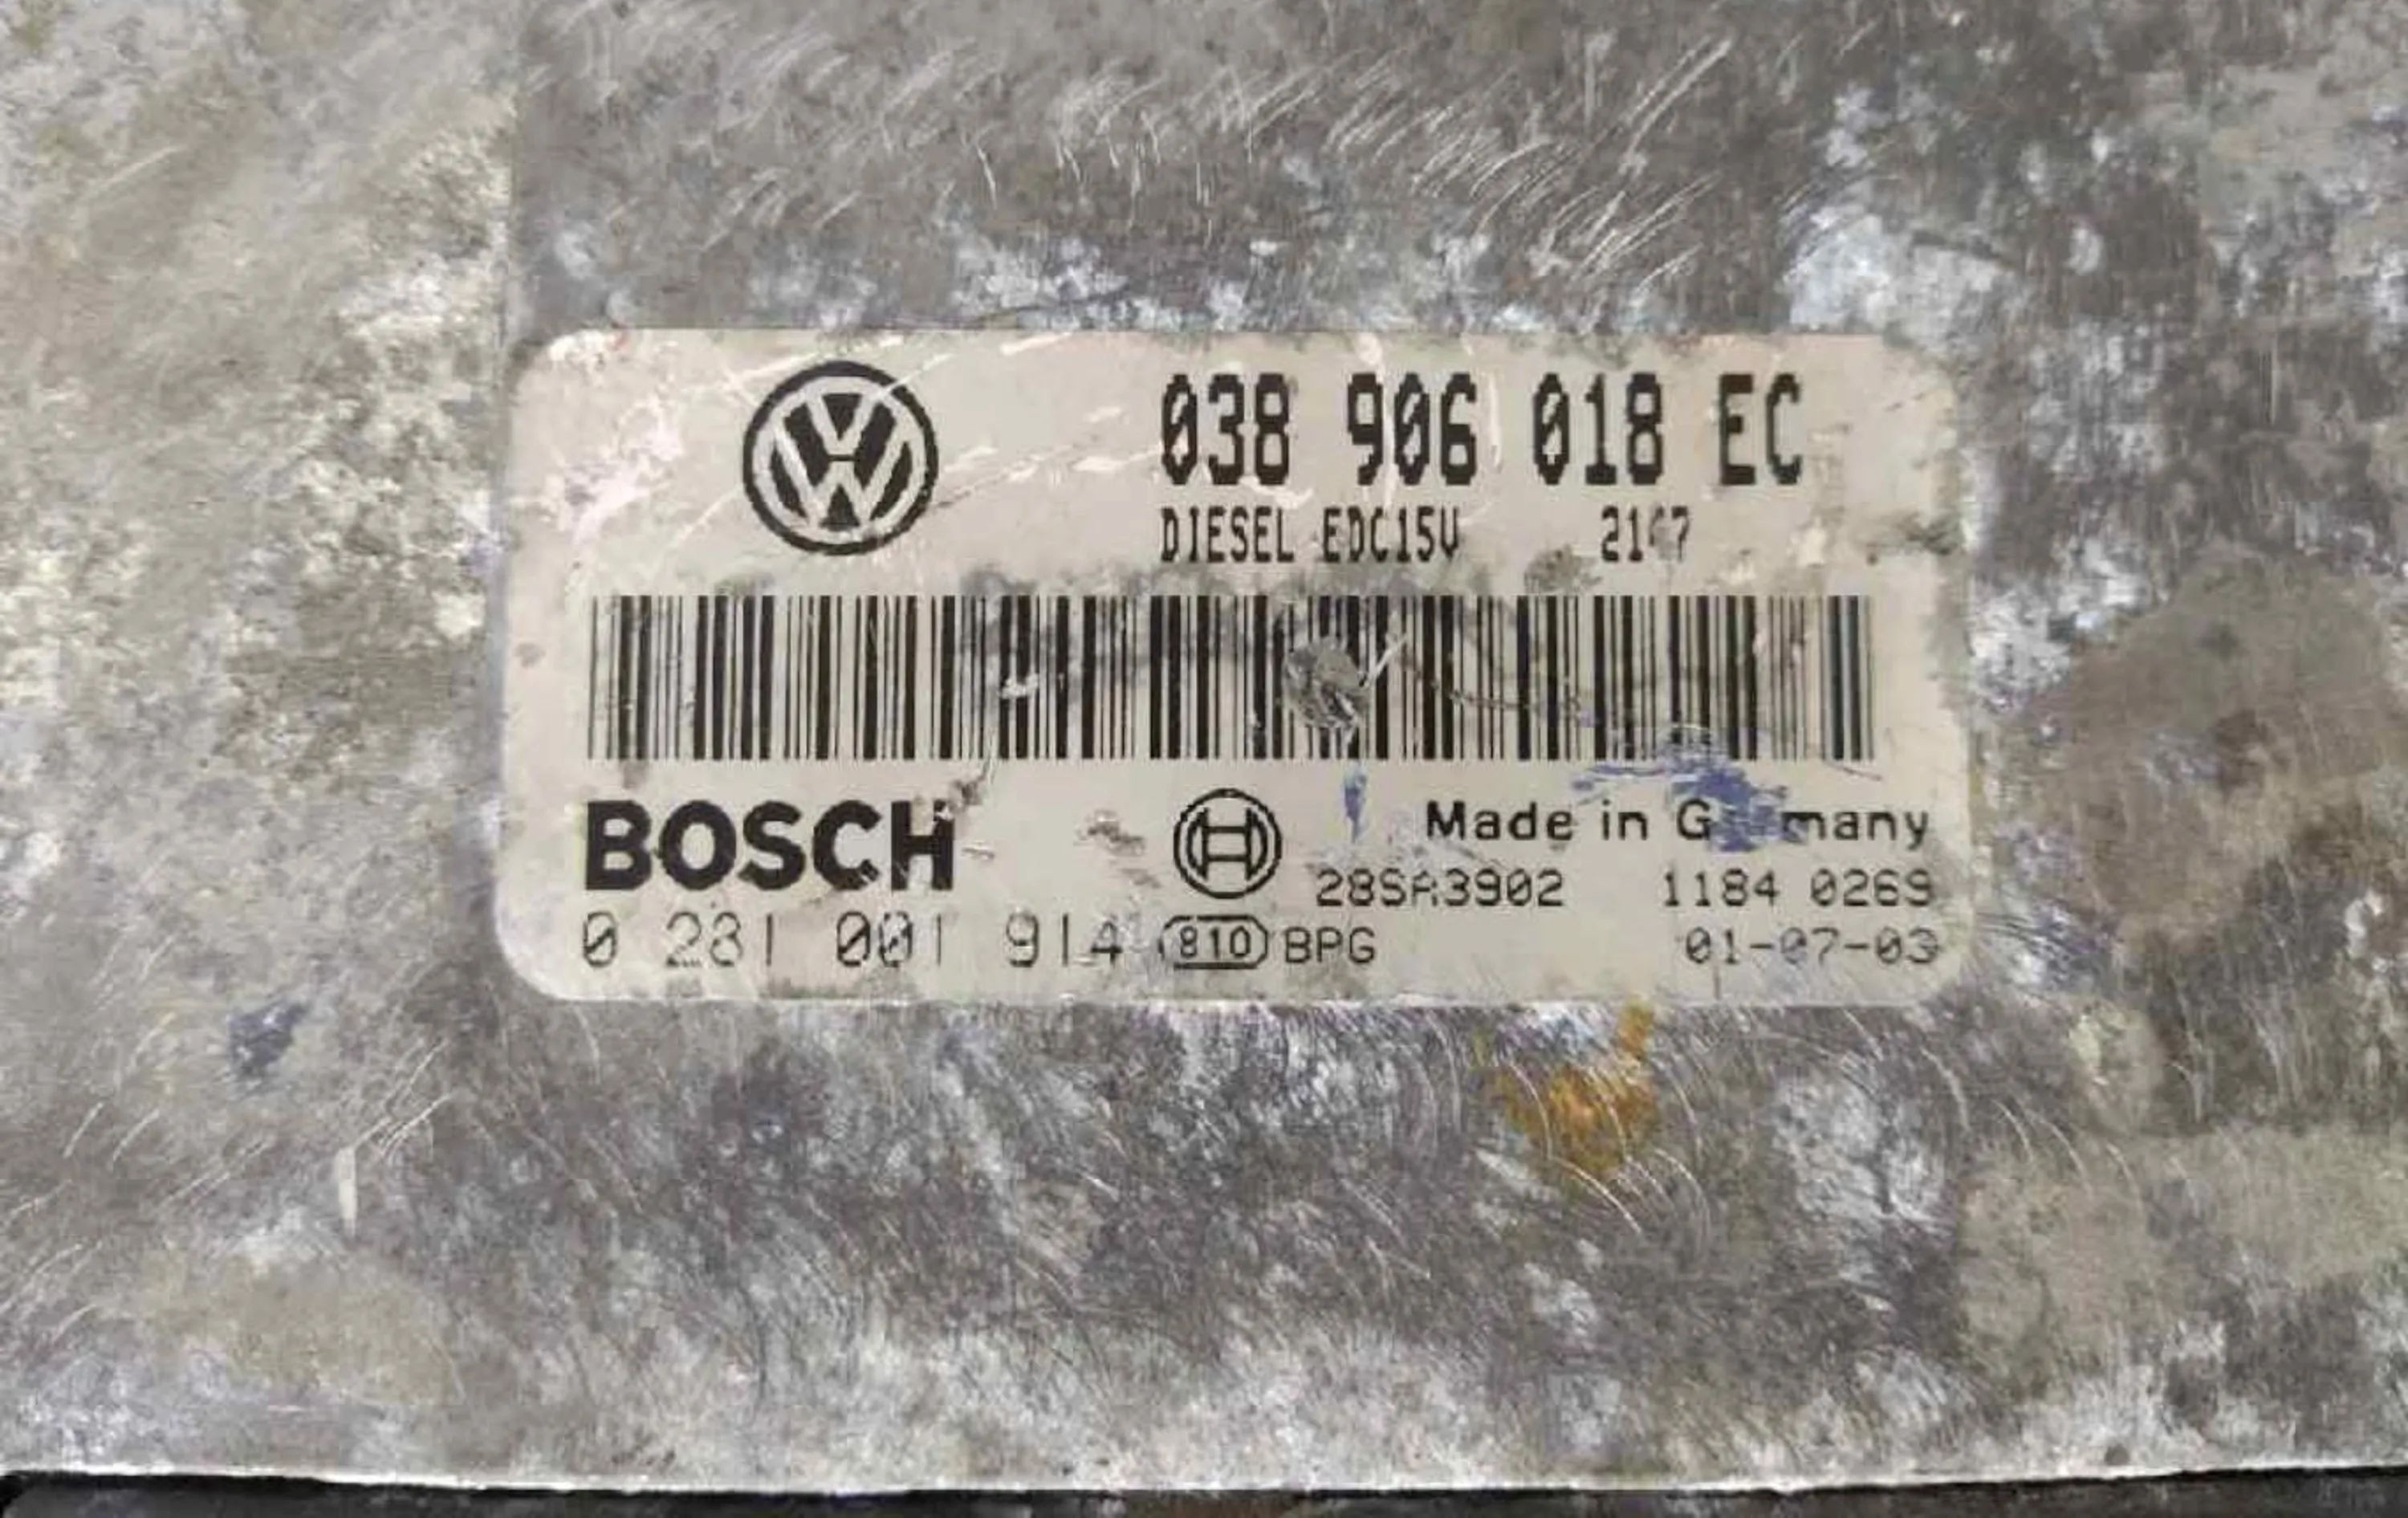 038 906 018 EC
DIESEL EDC15V
BOSCH
Made in
28SA3902 1184 0269
0 281 001 914 810 BPG 01-07-03